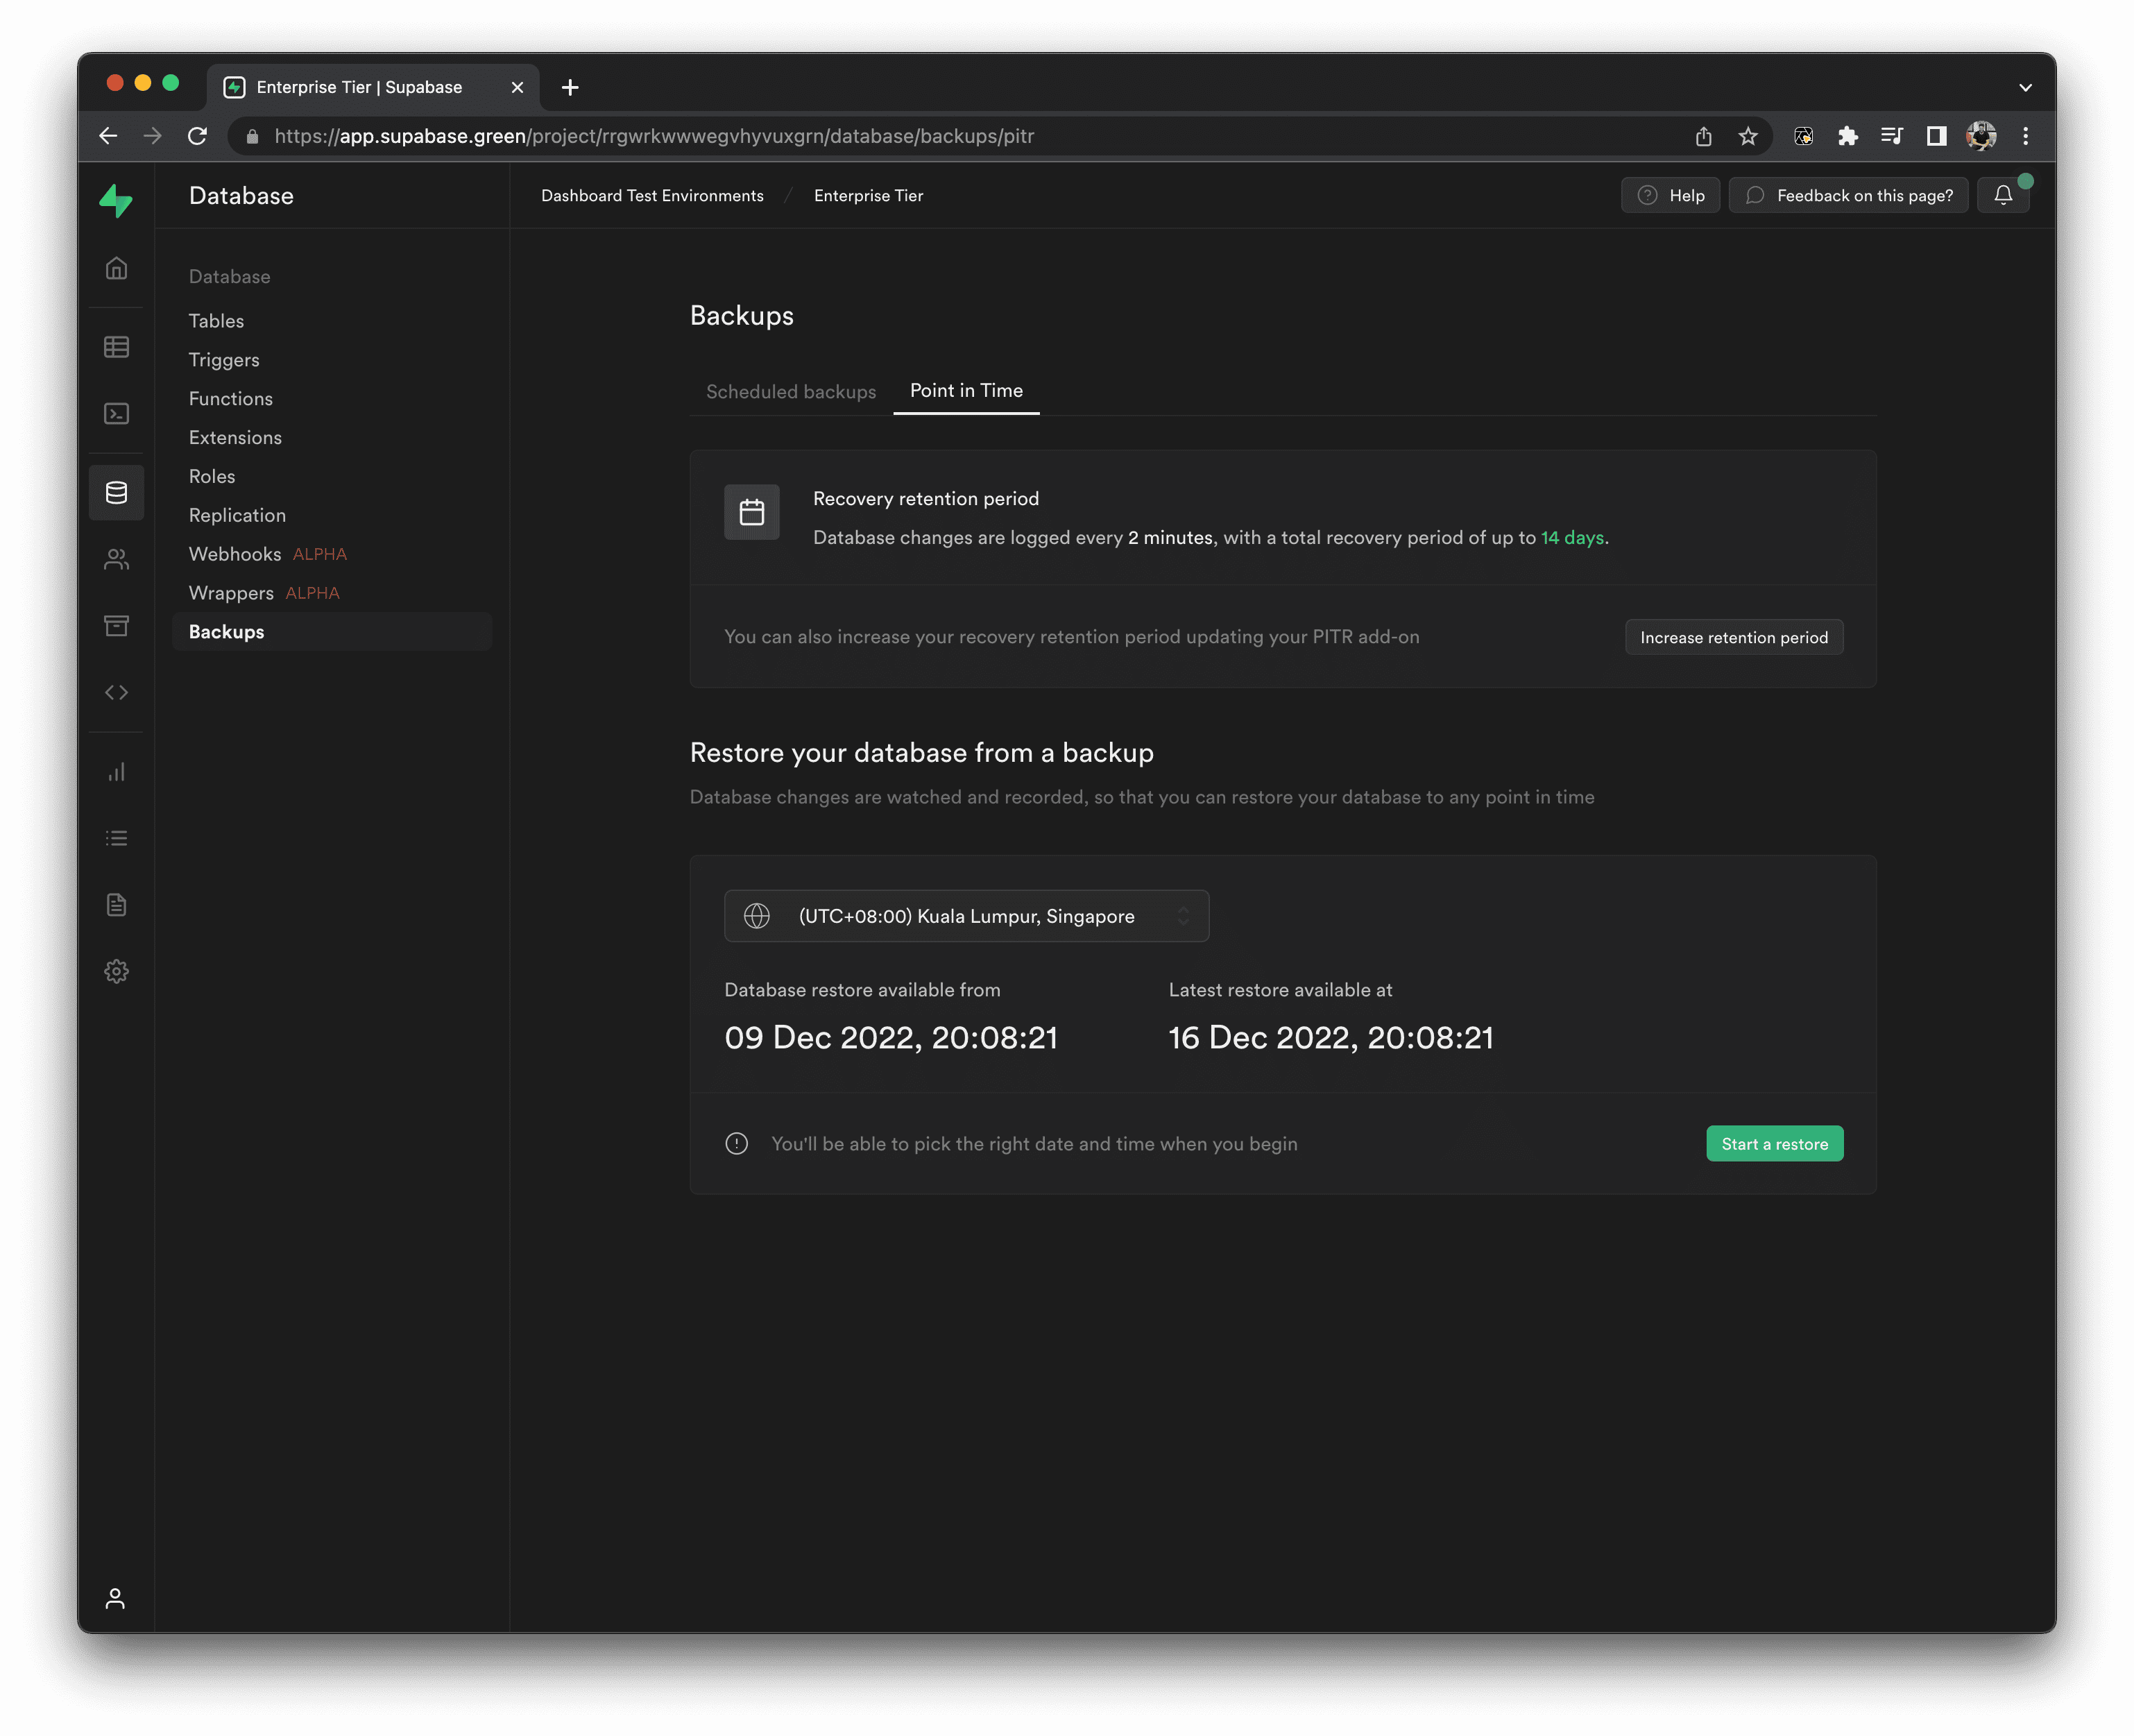 Enterprise Tier | Supabase
https://app.supabase.green/project/rrgwrkwwwegvhyvuxgrn/database/backups/pitr
Database
Dashboard Test Environments / Enterprise Tier
Help
Feedback on this page?
Database
Tables
Triggers
Functions
Extensions
Roles
Replication
Webhooks ALPHA
Wrappers ALPHA
Backups
Backups
Scheduled backups
Point in Time
Recovery retention period
Database changes are logged every 2 minutes, with a total recovery period of up to 14 days.
You can also increase your recovery retention period updating your PITR add-on
Increase retention period
Restore your database from a backup
Database changes are watched and recorded, so that you can restore your database to any point in time
(UTC+08:00) Kuala Lumpur, Singapore
Database restore available from
09 Dec 2022, 20:08:21
Latest restore available at
16 Dec 2022, 20:08:21
You'll be able to pick the right date and time when you begin
Start a restore